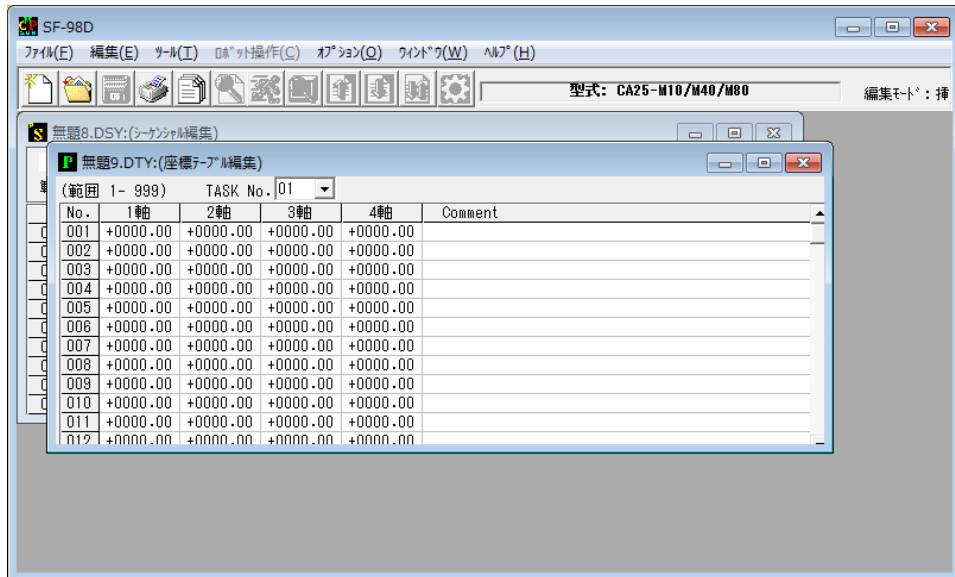 SF-98D
ﾌｧｲﾙ(F) 編集(E) ﾂｰﾙ(T) ﾛﾎﾞｯﾄ操作(C) ｵﾌﾟｼｮﾝ(O) ｳｨﾝﾄﾞｳ(W) ﾍﾙﾌﾟ(H)
型式: CA25-M10/M40/M80 編集ﾓｰﾄﾞ: 挿
無題8.DSY:(ｼｰｹﾝｼｬﾙ編集)
無題9.DTY:(座標ﾃｰﾌﾞﾙ編集)
(範囲 1- 999) TASK No. 01
No. 1軸 2軸 3軸 4軸 Comment
001 +0000.00 +0000.00 +0000.00 +0000.00
002 +0000.00 +0000.00 +0000.00 +0000.00
003 +0000.00 +0000.00 +0000.00 +0000.00
004 +0000.00 +0000.00 +0000.00 +0000.00
005 +0000.00 +0000.00 +0000.00 +0000.00
006 +0000.00 +0000.00 +0000.00 +0000.00
007 +0000.00 +0000.00 +0000.00 +0000.00
008 +0000.00 +0000.00 +0000.00 +0000.00
009 +0000.00 +0000.00 +0000.00 +0000.00
010 +0000.00 +0000.00 +0000.00 +0000.00
011 +0000.00 +0000.00 +0000.00 +0000.00
012 +0000.00 +0000.00 +0000.00 +0000.00